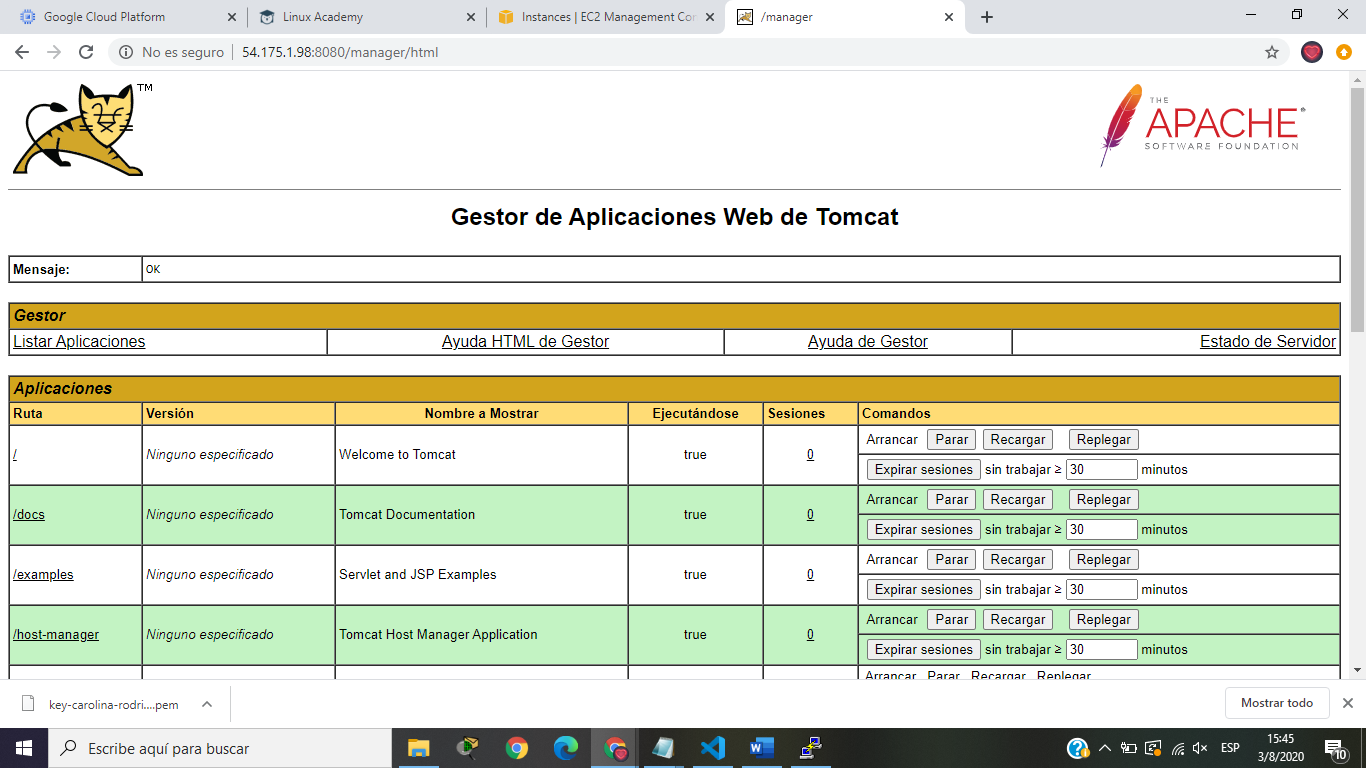 Google Cloud Platform
Linux Academy
Instances | EC2 Management Con
/manager
No es seguro 54.175.1.98:8080/manager/html
TM
THE
APACHE®
SOFTWARE FOUNDATION
Gestor de Aplicaciones Web de Tomcat
Mensaje: OK
Gestor
Listar Aplicaciones Ayuda HTML de Gestor Ayuda de Gestor Estado de Servidor
Aplicaciones
Ruta Versión Nombre a Mostrar Ejecutándose Sesiones Comandos
Arrancar Parar Recargar Replegar
/ Ninguno especificado Welcome to Tomcat true 0
Expirar sesiones sin trabajar ≥ 30 minutos
Arrancar Parar Recargar Replegar
/docs Ninguno especificado Tomcat Documentation true 0
Expirar sesiones sin trabajar ≥ 30 minutos
Arrancar Parar Recargar Replegar
/examples Ninguno especificado Servlet and JSP Examples true 0
Expirar sesiones sin trabajar ≥ 30 minutos
Arrancar Parar Recargar Replegar
/host-manager Ninguno especificado Tomcat Host Manager Application true 0
Expirar sesiones sin trabajar ≥ 30 minutos
Arrancar Parar Recargar Replegar
key-carolina-rodri....pem
Mostrar todo
Escribe aquí para buscar
ESP
15:45
3/8/2020
10